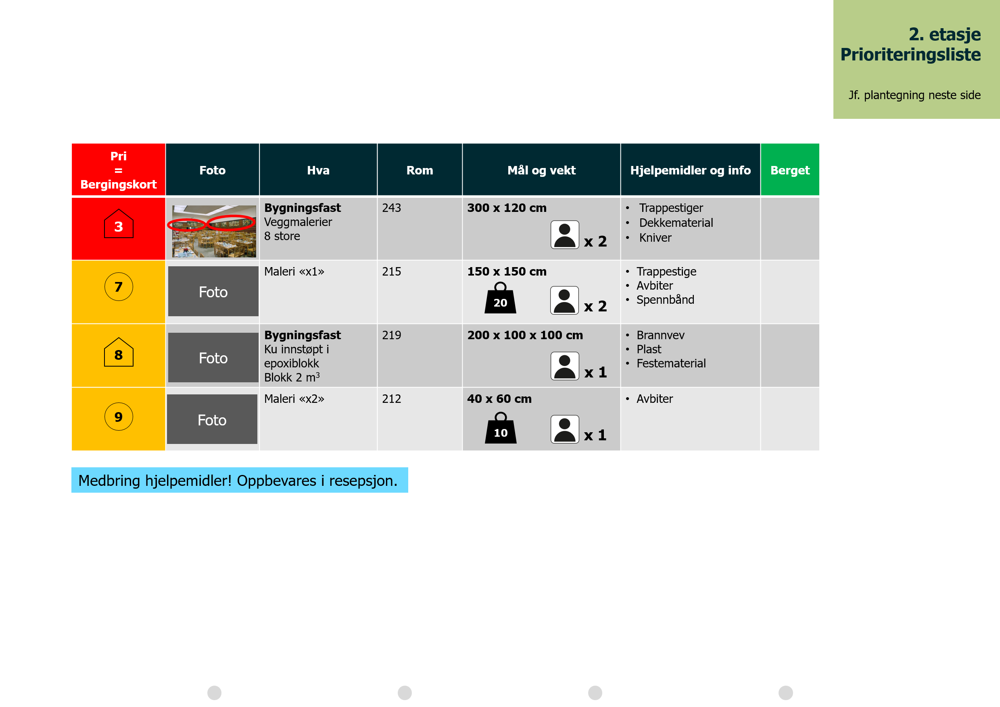 2. etasje
Prioriteringsliste
Jf. plantegning neste side
Pri
=
Bergingskort
Foto
Hva
Rom
Mål og vekt
Hjelpemidler og info
Berget
3
Bygningsfast
Veggmalerier
8 store
243
300 x 120 cm
x 2
• Trappestiger
• Dekkematerial
• Kniver
7
Foto
Maleri «x1»
215
150 x 150 cm
20
x 2
• Trappestige
• Avbiter
• Spennbånd
8
Foto
Bygningsfast
Ku innstøpt i
epoxiblokk
Blokk 2 m³
219
200 x 100 x 100 cm
x 1
• Brannvev
• Plast
• Festematerial
9
Foto
Maleri «x2»
212
40 x 60 cm
10
x 1
• Avbiter
Medbring hjelpemidler! Oppbevares i resepsjon.